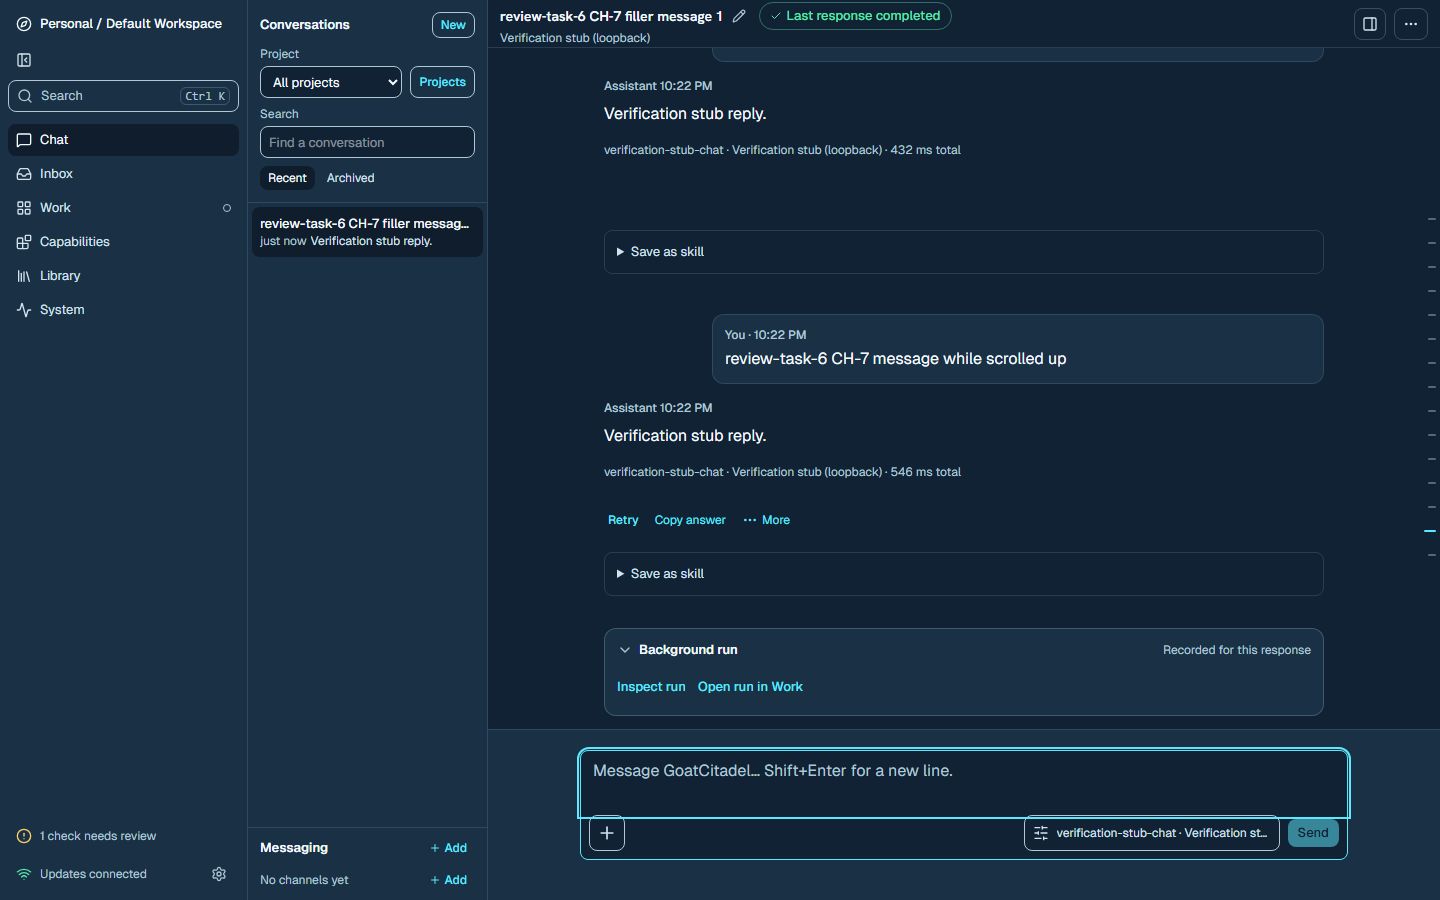 Personal / Default Workspace
Search
Ctrl K
Chat
Inbox
Work
Capabilities
Library
System
1 check needs review
Updates connected
Conversations
New
Project
All projects
Projects
Search
Find a conversation
Recent
Archived
review-task-6 CH-7 filler messag...
just now Verification stub reply.
Messaging
+ Add
No channels yet
+ Add
review-task-6 CH-7 filler message 1
Last response completed
Verification stub (loopback)
Assistant 10:22 PM
Verification stub reply.
verification-stub-chat · Verification stub (loopback) · 432 ms total
Save as skill
You · 10:22 PM
review-task-6 CH-7 message while scrolled up
Assistant 10:22 PM
Verification stub reply.
verification-stub-chat · Verification stub (loopback) · 546 ms total
Retry
Copy answer
··· More
Save as skill
Background run
Recorded for this response
Inspect run
Open run in Work
Message GoatCitadel... Shift+Enter for a new line.
verification-stub-chat · Verification st...
Send